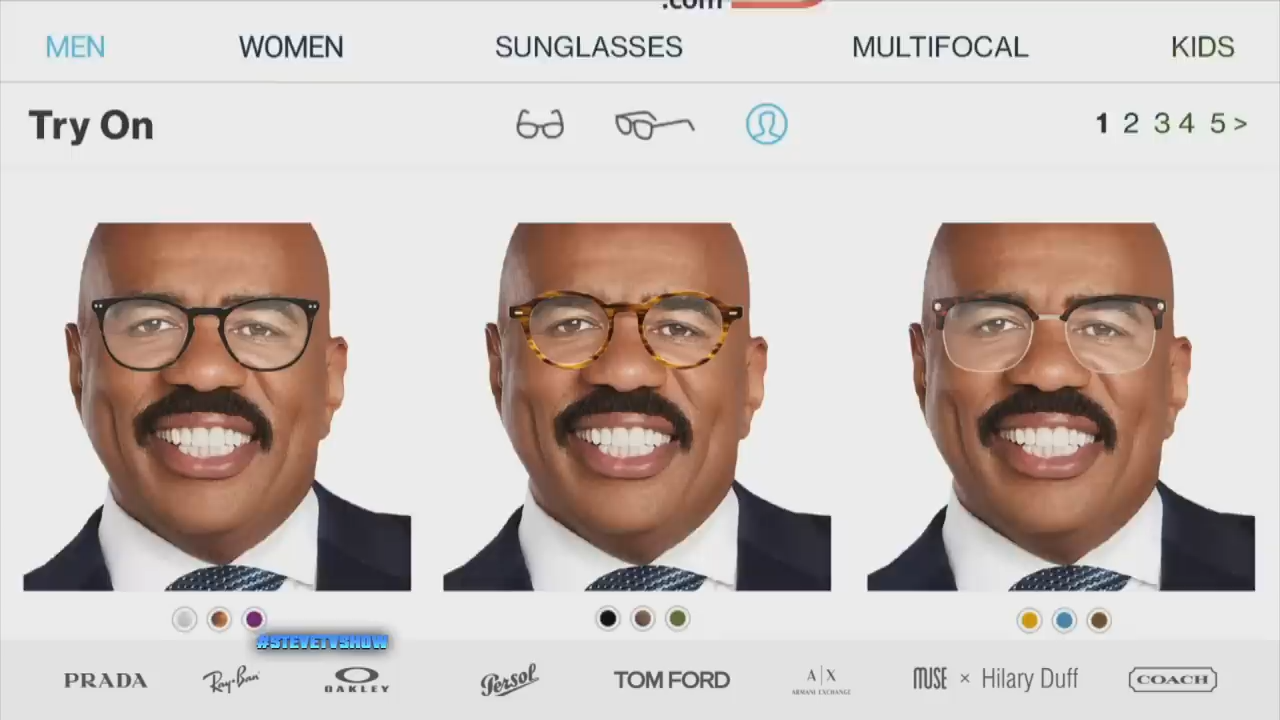 .com
MEN WOMEN SUNGLASSES MULTIFOCAL KIDS
Try On 1 2 3 4 5 >
#STEVETVSHOW
PRADA Ray-Ban OAKLEY Persol TOM FORD A|X ARMANI EXCHANGE MUSE × Hilary Duff COACH